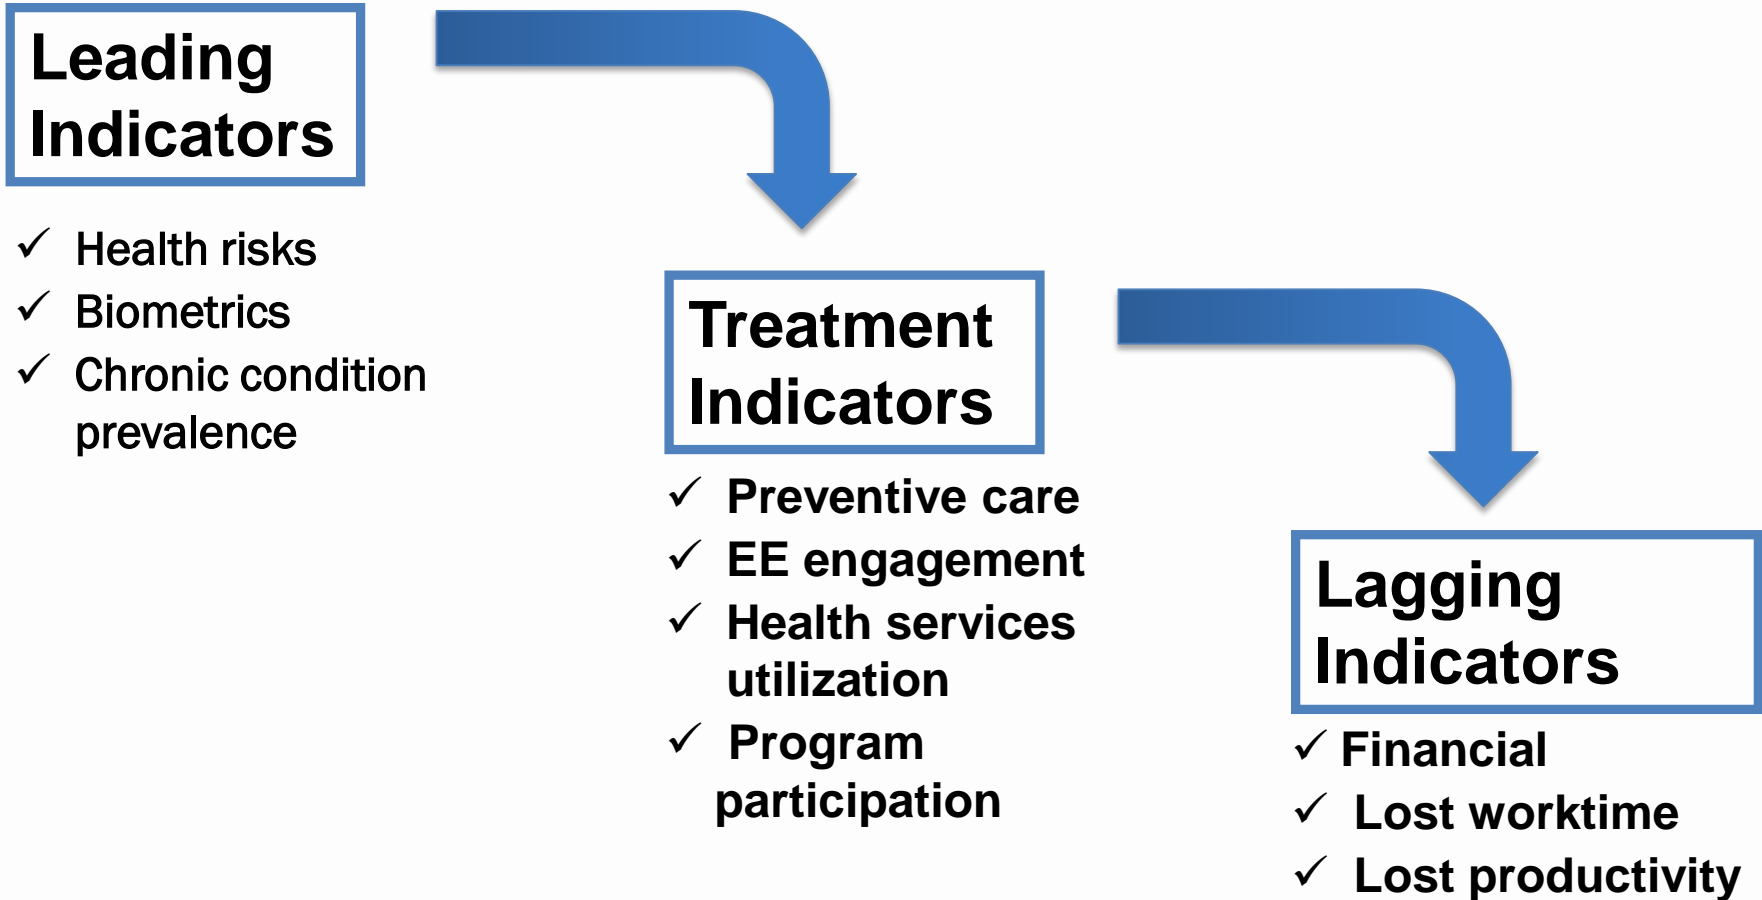 Leading
Indicators
✓ Health risks
✓ Biometrics
✓ Chronic condition
prevalence
Treatment
Indicators
✓ Preventive care
✓ EE engagement
✓ Health services
utilization
✓ Program
participation
Lagging
Indicators
✓ Financial
✓ Lost worktime
✓ Lost productivity